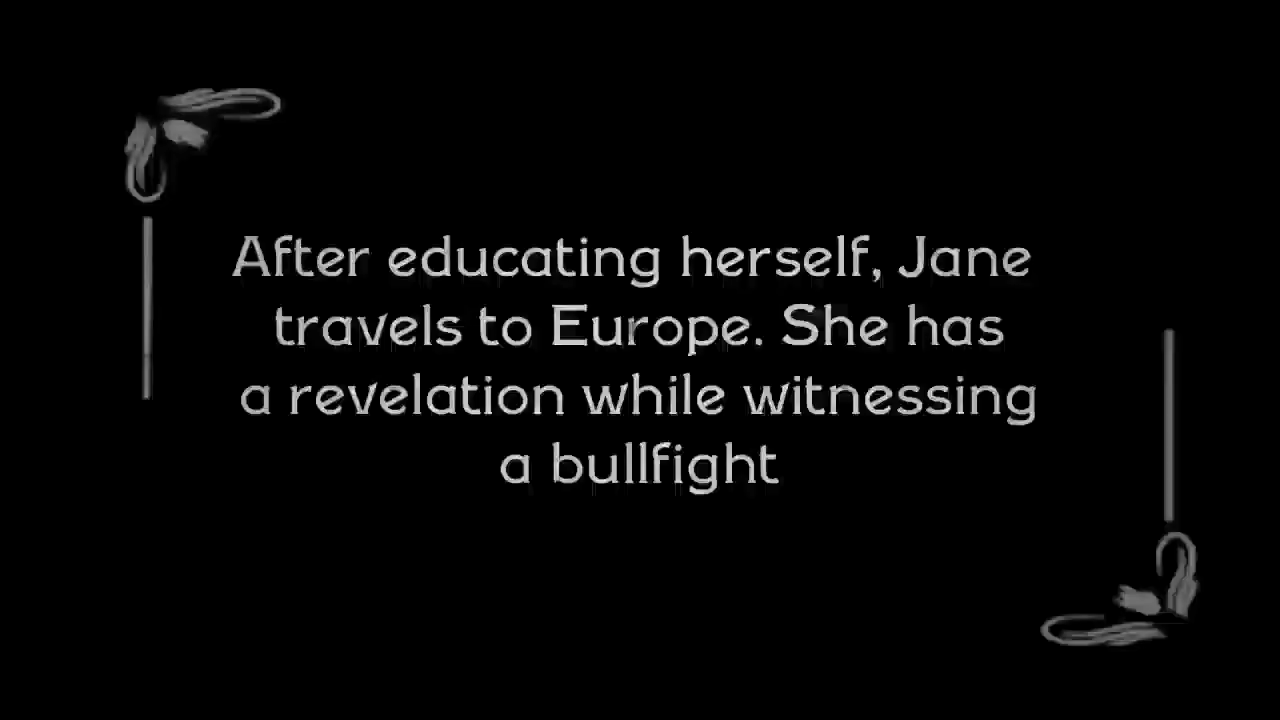 After educating herself, Jane
travels to Europe. She has
a revelation while witnessing
a bullfight